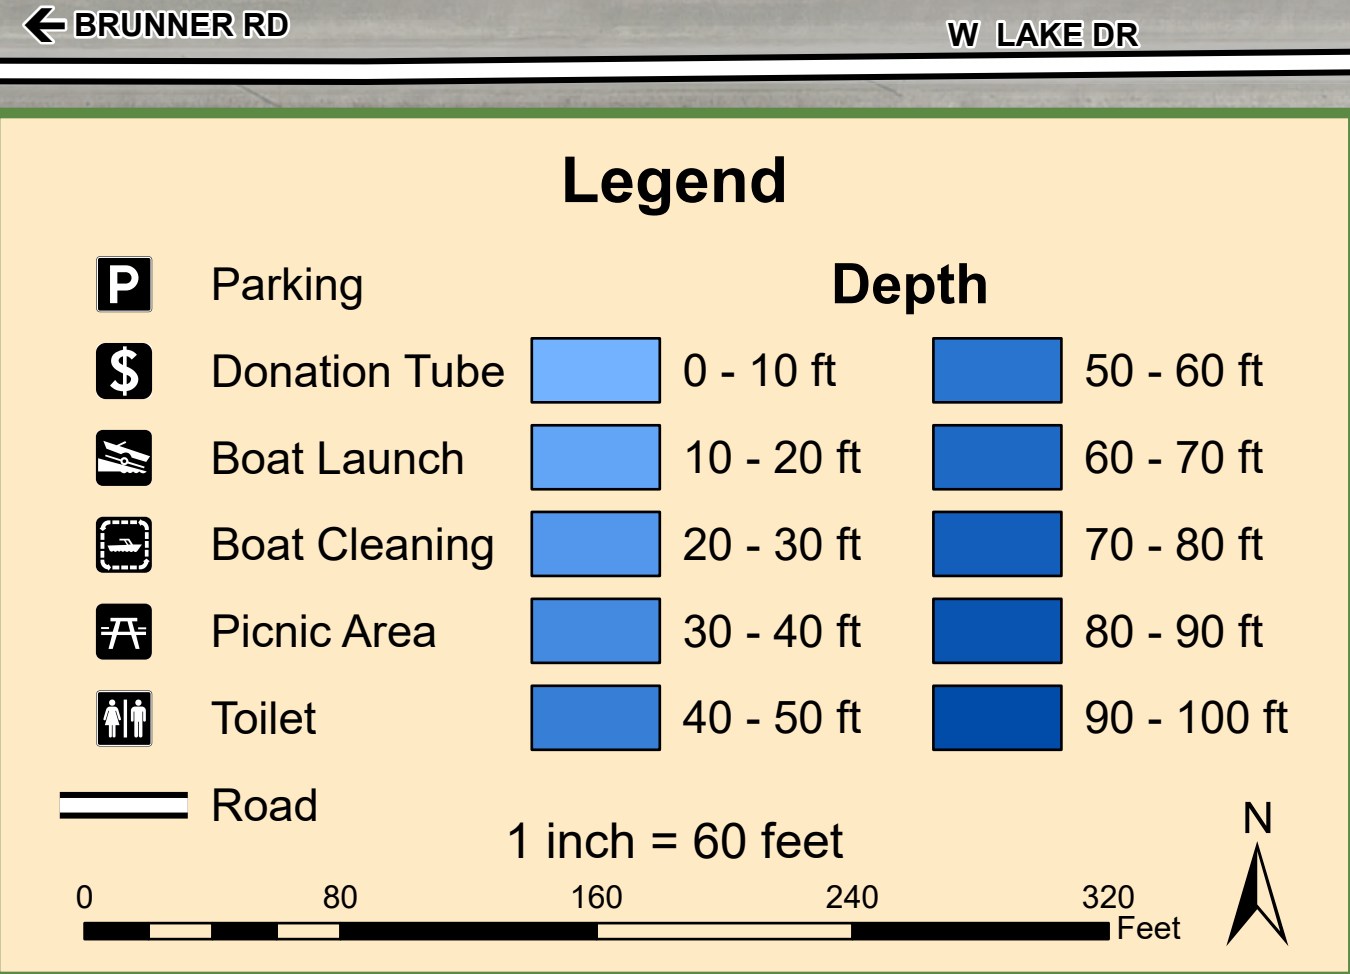 BRUNNER RD
W LAKE DR
Legend
P Parking
Depth
$ Donation Tube
0 - 10 ft
50 - 60 ft
Boat Launch
10 - 20 ft
60 - 70 ft
Boat Cleaning
20 - 30 ft
70 - 80 ft
Picnic Area
30 - 40 ft
80 - 90 ft
Toilet
40 - 50 ft
90 - 100 ft
Road
1 inch = 60 feet
N
0 80 160 240 320
Feet